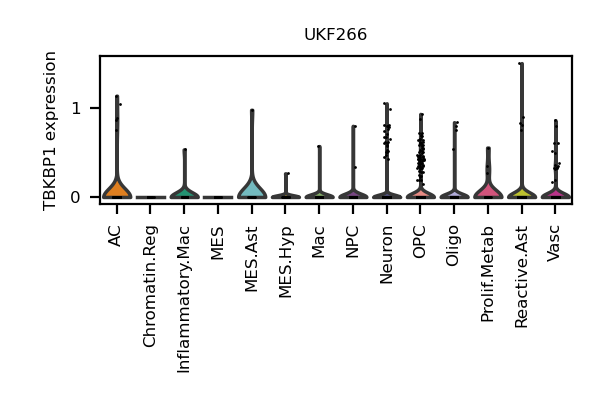 UKF266
TBKBP1 expression
1
0
AC
Chromatin.Reg
Inflammatory.Mac
MES
MES.Ast
MES.Hyp
Mac
NPC
Neuron
OPC
Oligo
Prolif.Metab
Reactive.Ast
Vasc